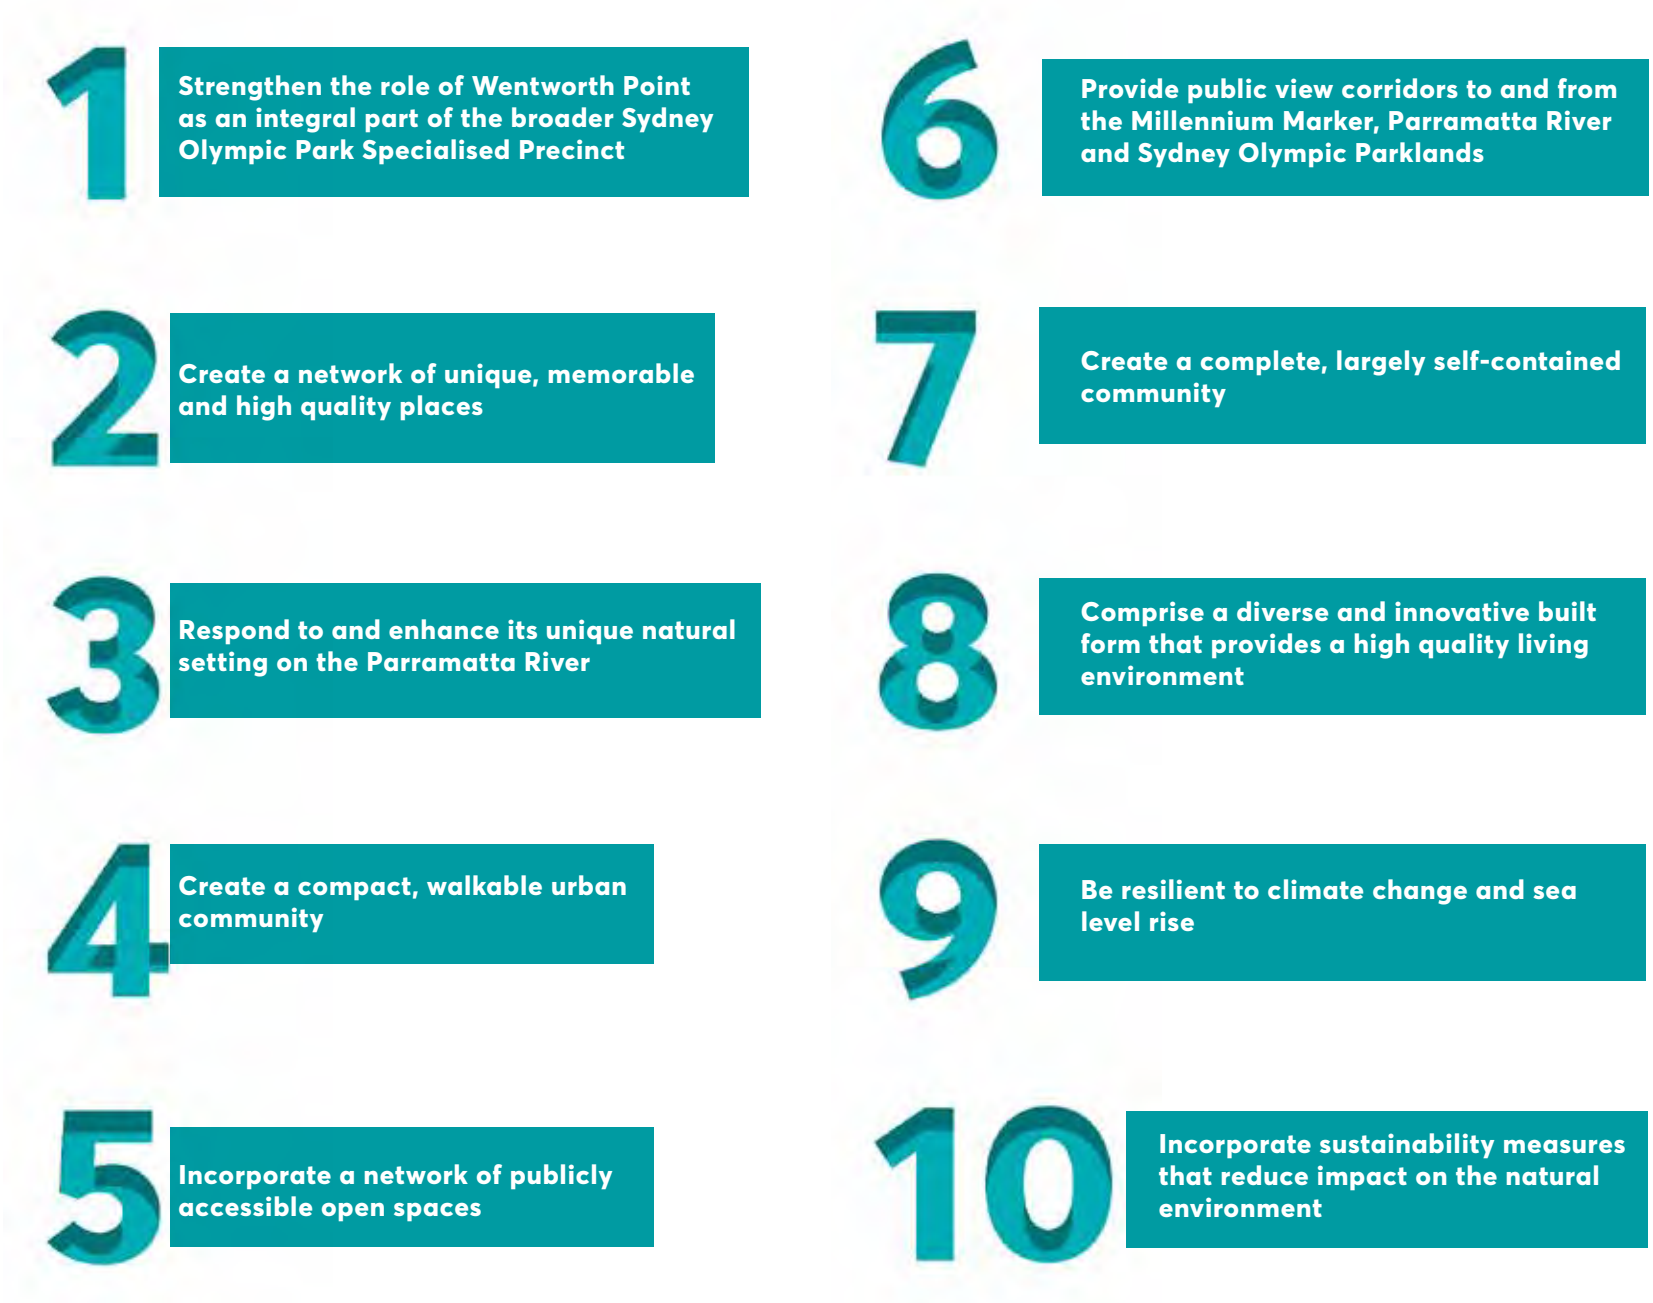 1
Strengthen the role of Wentworth Point
as an integral part of the broader Sydney
Olympic Park Specialised Precinct
2
Create a network of unique, memorable
and high quality places
3
Respond to and enhance its unique natural
setting on the Parramatta River
4
Create a compact, walkable urban
community
5
Incorporate a network of publicly
accessible open spaces
6
Provide public view corridors to and from
the Millennium Marker, Parramatta River
and Sydney Olympic Parklands
7
Create a complete, largely self-contained
community
8
Comprise a diverse and innovative built
form that provides a high quality living
environment
9
Be resilient to climate change and sea
level rise
10
Incorporate sustainability measures
that reduce impact on the natural
environment